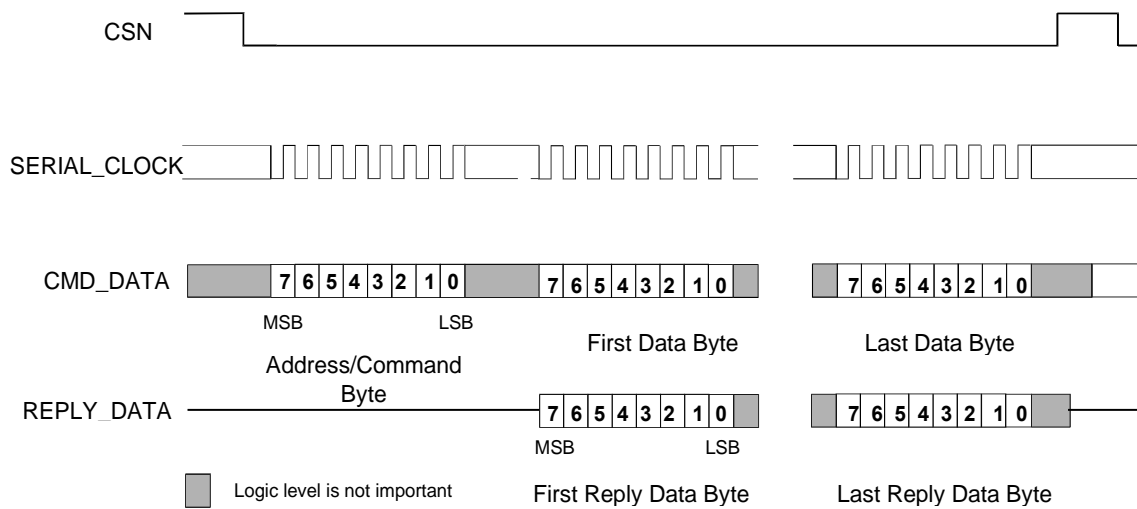 CSN
SERIAL_CLOCK
CMD_DATA
7 6 5 4 3 2 1 0
7 6 5 4 3 2 1 0
7 6 5 4 3 2 1 0
MSB
LSB
First Data Byte
Last Data Byte
Address/Command
Byte
REPLY_DATA
7 6 5 4 3 2 1 0
7 6 5 4 3 2 1 0
MSB
LSB
Logic level is not important
First Reply Data Byte
Last Reply Data Byte